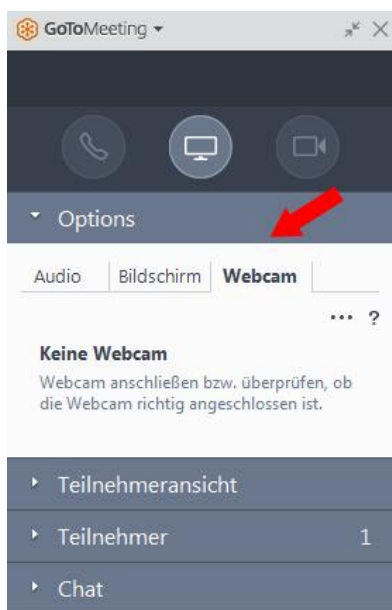 GoToMeeting
Options
Audio Bildschirm Webcam
... ?
Keine Webcam
Webcam anschließen bzw. überprüfen, ob
die Webcam richtig angeschlossen ist.
Teilnehmeransicht
Teilnehmer 1
Chat